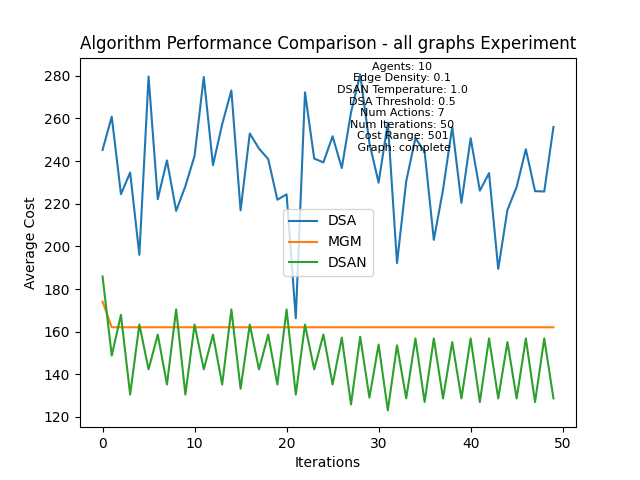 Algorithm Performance Comparison - all graphs Experiment
Agents: 10
Edge Density: 0.1
DSAN Temperature: 1.0
DSA Threshold: 0.5
Num Actions: 7
Num Iterations: 50
Cost Range: 501
Graph: complete
280
260
240
220
200
180
160
140
120
Average Cost
DSA
MGM
DSAN
0
10
20
30
40
50
Iterations